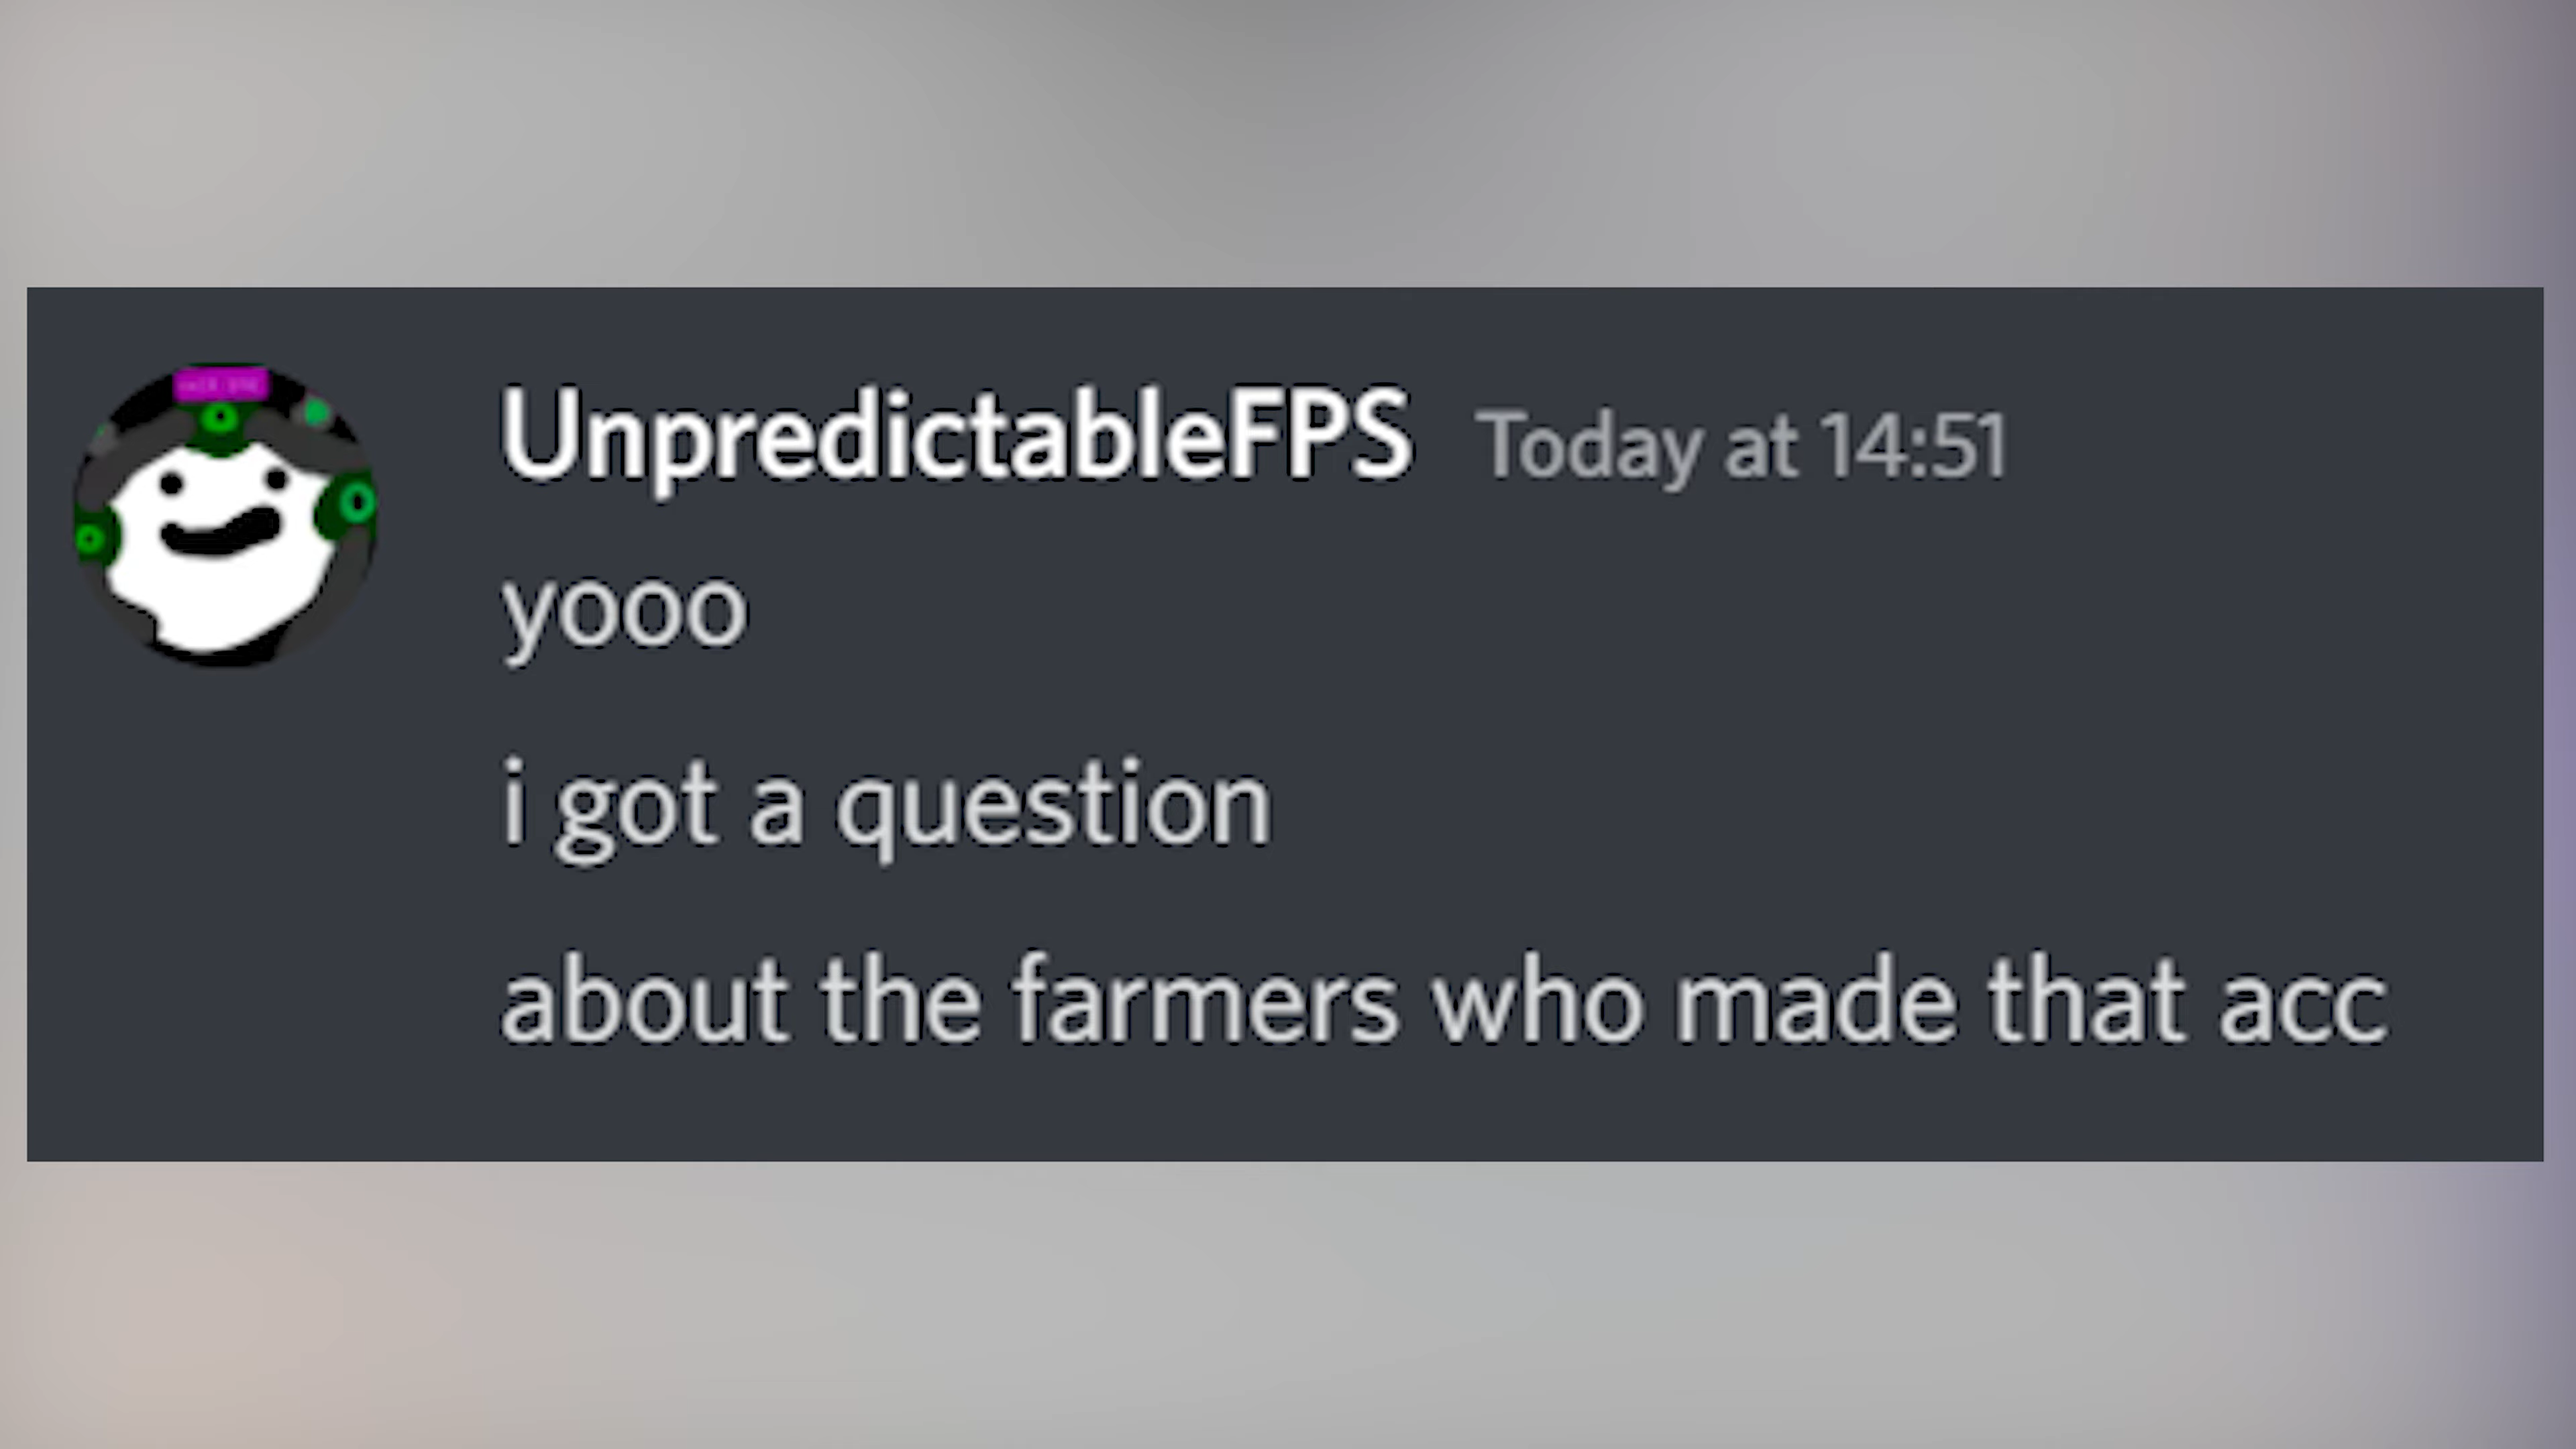 UnpredictableFPS Today at 14:51
yooo
i got a question
about the farmers who made that acc